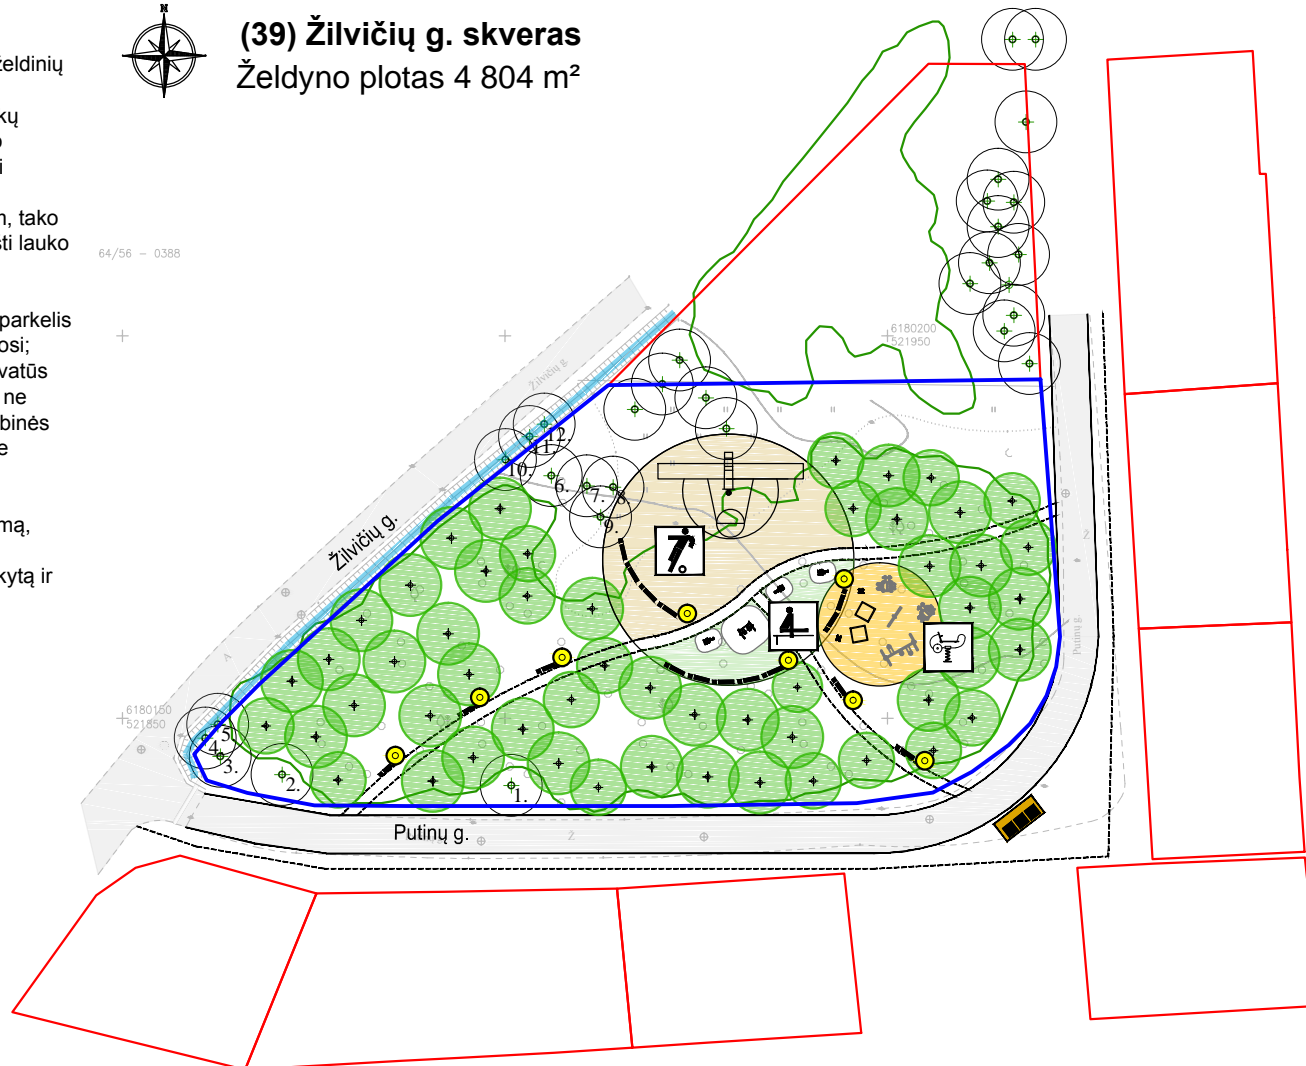 N
(39) Žilvičių g. skveras
Želdyno plotas 4 804 m²
želdinių
kų
o
i
n, tako
sti lauko
parkelis
osi;
vatūs
ne
binės
e
mą,
kytą ir
64/56 – 0388
6180200
521950
Žilvičių g.
Žilvičių g.
12.
11.
10.
6.
7.
8
9.
6180150
521850
A
5.
4.
3.
2.
1.
Ž
Putinų g.
Putinų g.
Ž